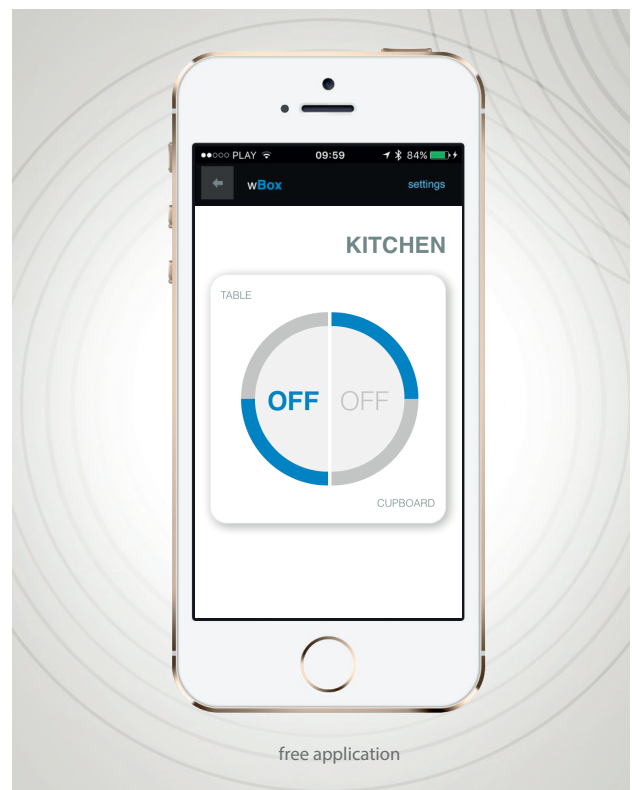 PLAY 09:59 84%
wBox settings
KITCHEN
TABLE
OFF OFF
CUPBOARD
free application